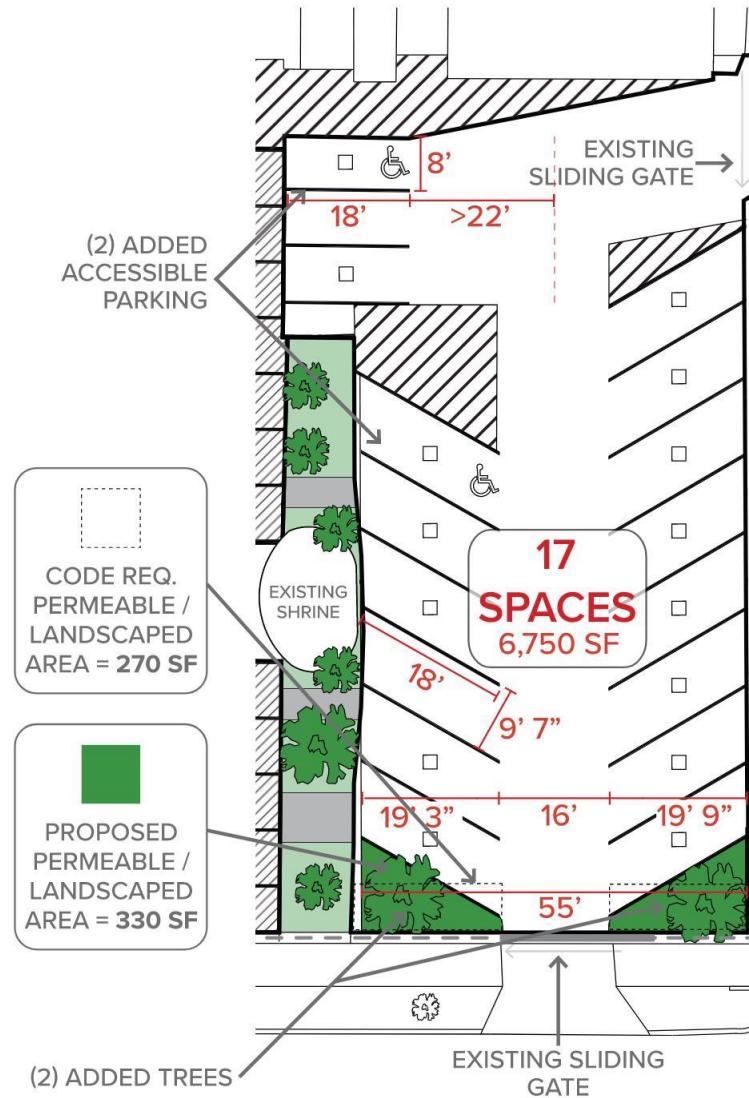 EXISTING
SLIDING GATE
8’
18’
>22’
(2) ADDED
ACCESSIBLE
PARKING
CODE REQ.
PERMEABLE /
LANDSCAPED
AREA = 270 SF
EXISTING
SHRINE
17
SPACES
6,750 SF
18’
9’ 7”
PROPOSED
PERMEABLE /
LANDSCAPED
AREA = 330 SF
19’ 3”
16’
19’ 9”
55’
(2) ADDED TREES
EXISTING SLIDING
GATE